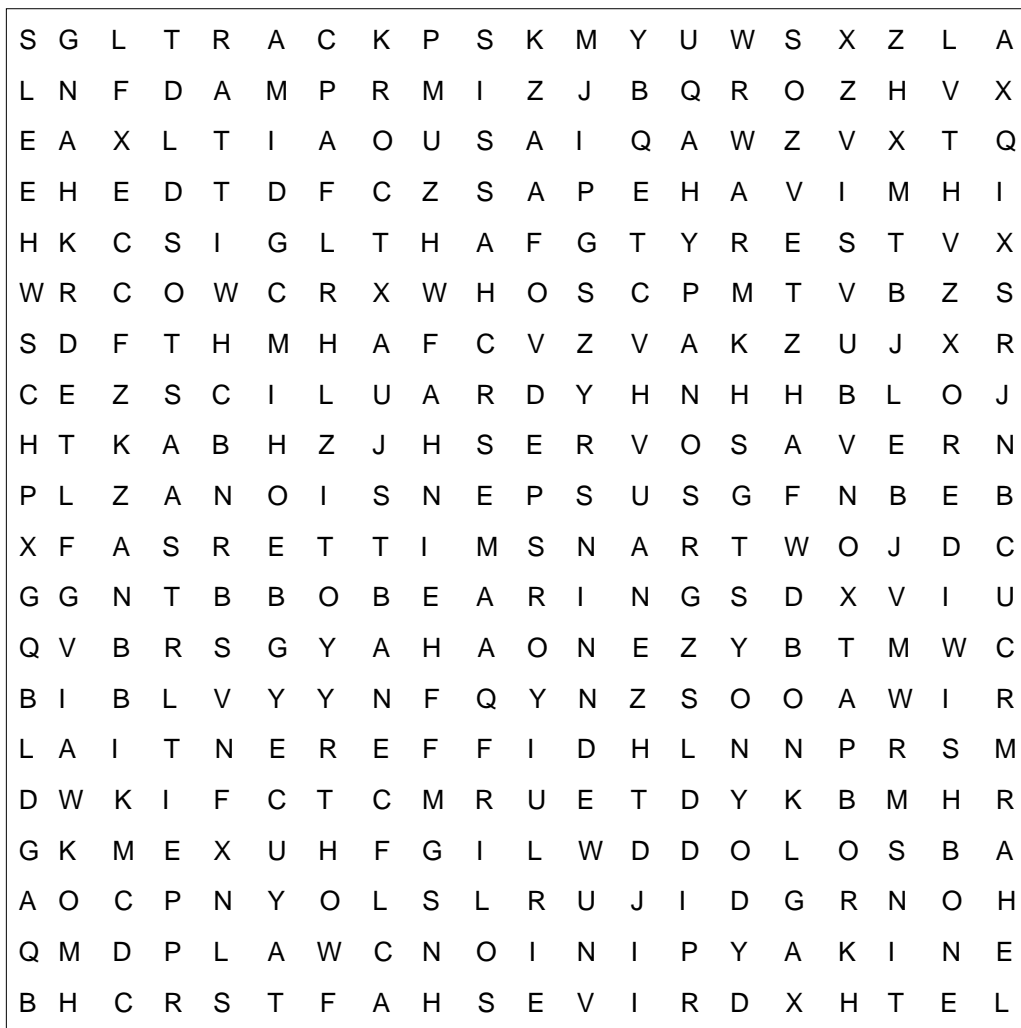 S G L T R A C K P S K M Y U W S X Z L A
L N F D A M P R M I Z J B Q R O Z H V X
E A X L T I A O U S A I Q A W Z V X T Q
E H E D T D F C Z S A P E H A V I M H I
H K C S I G L T H A F G T Y R E S T V X
W R C O W C R X W H O S C P M T V B Z S
S D F T H M H A F C V Z V A K Z U J X R
C E Z S C I L U A R D Y H N H H B L O J
H T K A B H Z J H S E R V O S A V E R N
P L Z A N O I S N E P S U S G F N B E B
X F A S R E T T I M S N A R T W O J D C
G G N T B B O B E A R I N G S D X V I U
Q V B R S G Y A H A O N E Z Y B T M W C
B I B L V Y Y N F Q Y N Z S O O A W I R
L A I T N E R E F F I D H L N N P R S M
D W K I F C T C M R U E T D Y K B M H R
G K M E X U H F G I L W D D O L O S B A
A O C P N Y O L S L R U J I D G R N O H
Q M D P L A W C N O I N I P Y A K I N E
B H C R S T F A H S E V I R D X H T E L